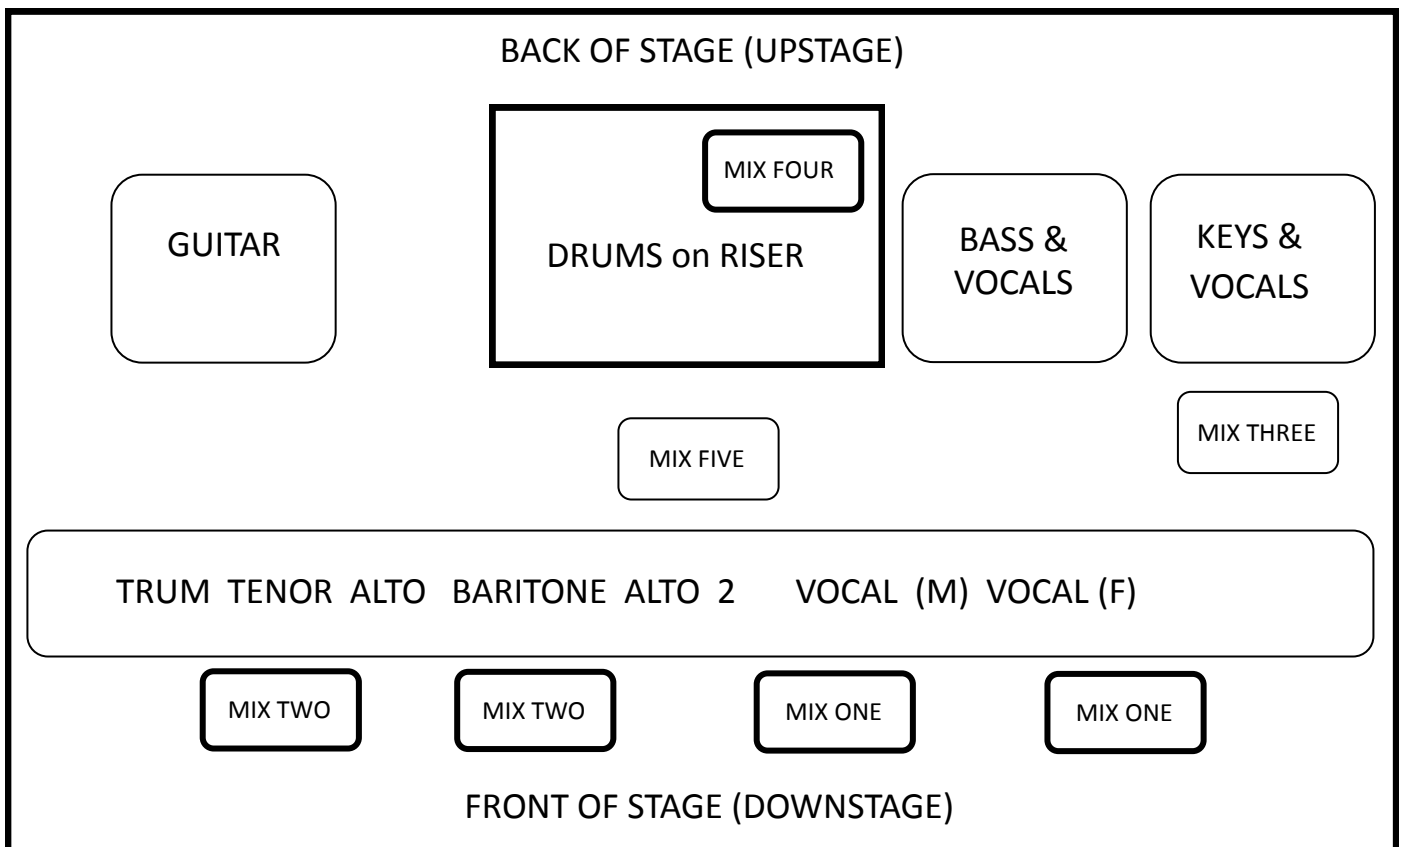 BACK OF STAGE (UPSTAGE)
MIX FOUR
GUITAR
DRUMS on RISER
BASS &
VOCALS
KEYS &
VOCALS
MIX FIVE
MIX THREE
TRUM TENOR ALTO BARITONE ALTO 2 VOCAL (M) VOCAL (F)
MIX TWO
MIX TWO
MIX ONE
MIX ONE
FRONT OF STAGE (DOWNSTAGE)